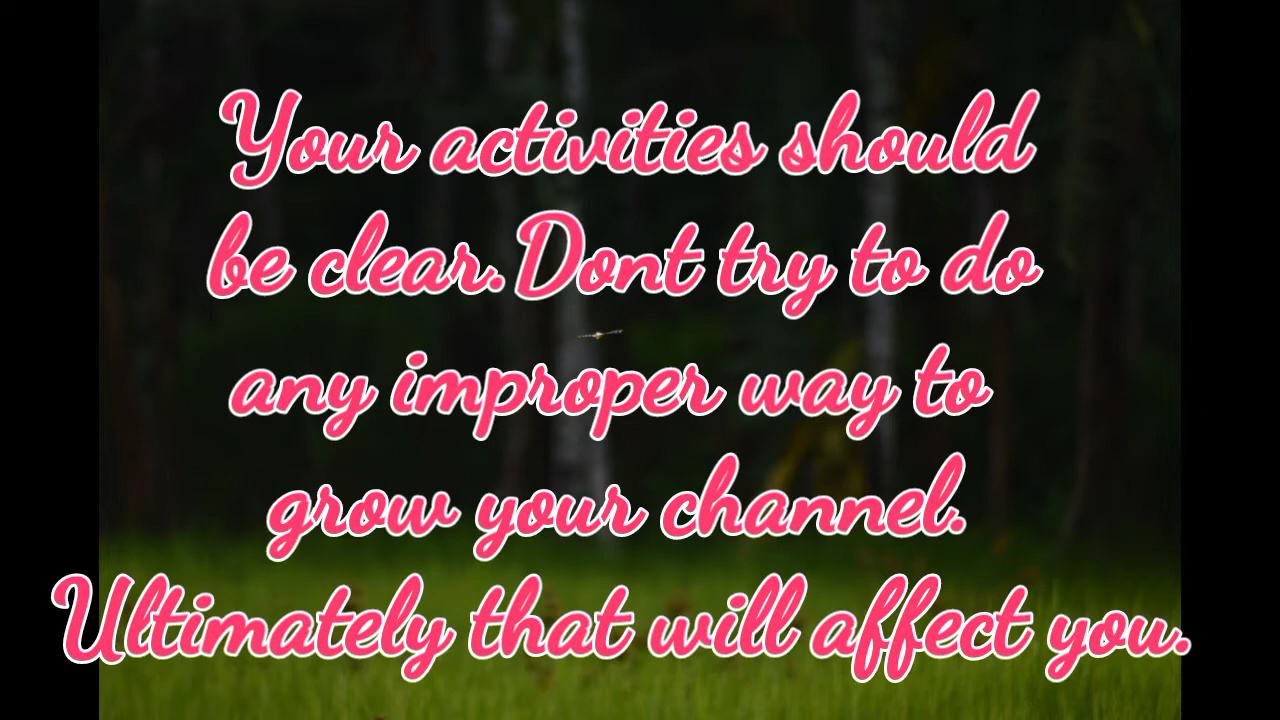 Your activities should
be clear.Dont try to do
any improper way to
grow your channel.
Ultimately that will affect you.